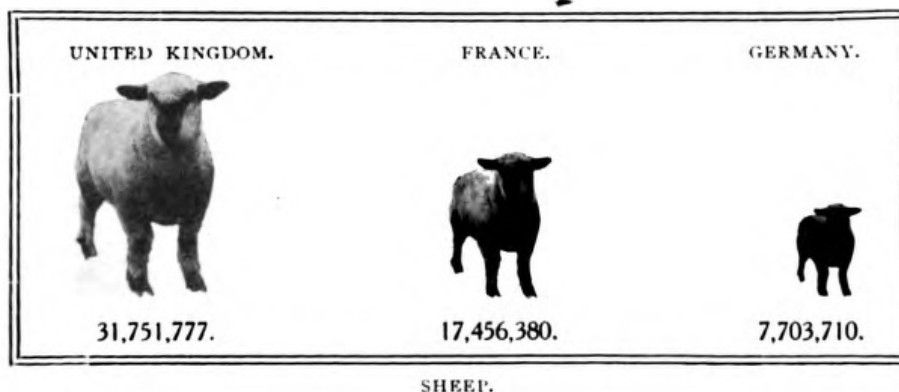 UNITED KINGDOM. FRANCE. GERMANY.
31,751,777. 17,456,380. 7,703,710.
SHEEP.